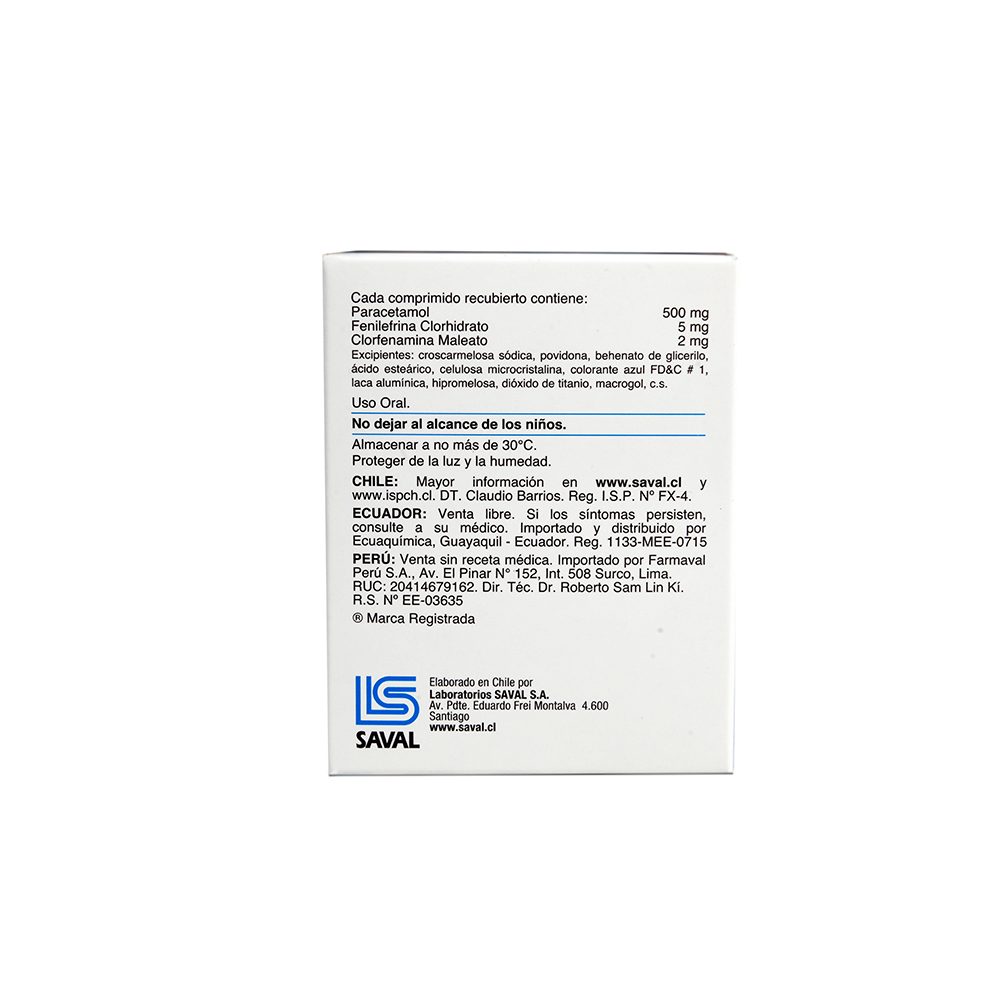 Cada comprimido recubierto contiene:
Paracetamol 500 mg
Fenilefrina Clorhidrato 5 mg
Clorfenamina Maleato 2 mg
Excipientes: croscarmelosa sódica, povidona, behenato de glicerilo,
ácido esteárico, celulosa microcristalina, colorante azul FD&C # 1,
laca alumínica, hipromelosa, dióxido de titanio, macrogol, c.s.
Uso Oral.
No dejar al alcance de los niños.
Almacenar a no más de 30°C.
Proteger de la luz y la humedad.
CHILE: Mayor información en www.saval.cl y
www.ispch.cl. DT. Claudio Barrios. Reg. I.S.P. Nº FX-4.
ECUADOR: Venta libre. Si los síntomas persisten,
consulte a su médico. Importado y distribuido por
Ecuaquímica, Guayaquil - Ecuador. Reg. 1133-MEE-0715
PERÚ: Venta sin receta médica. Importado por Farmaval
Perú S.A., Av. El Pinar N° 152, Int. 508 Surco, Lima.
RUC: 20414679162. Dir. Téc. Dr. Roberto Sam Lin Kí.
R.S. Nº EE-03635
® Marca Registrada
LS
SAVAL
Elaborado en Chile por
Laboratorios SAVAL S.A.
Av. Pdte. Eduardo Frei Montalva 4.600
Santiago
www.saval.cl